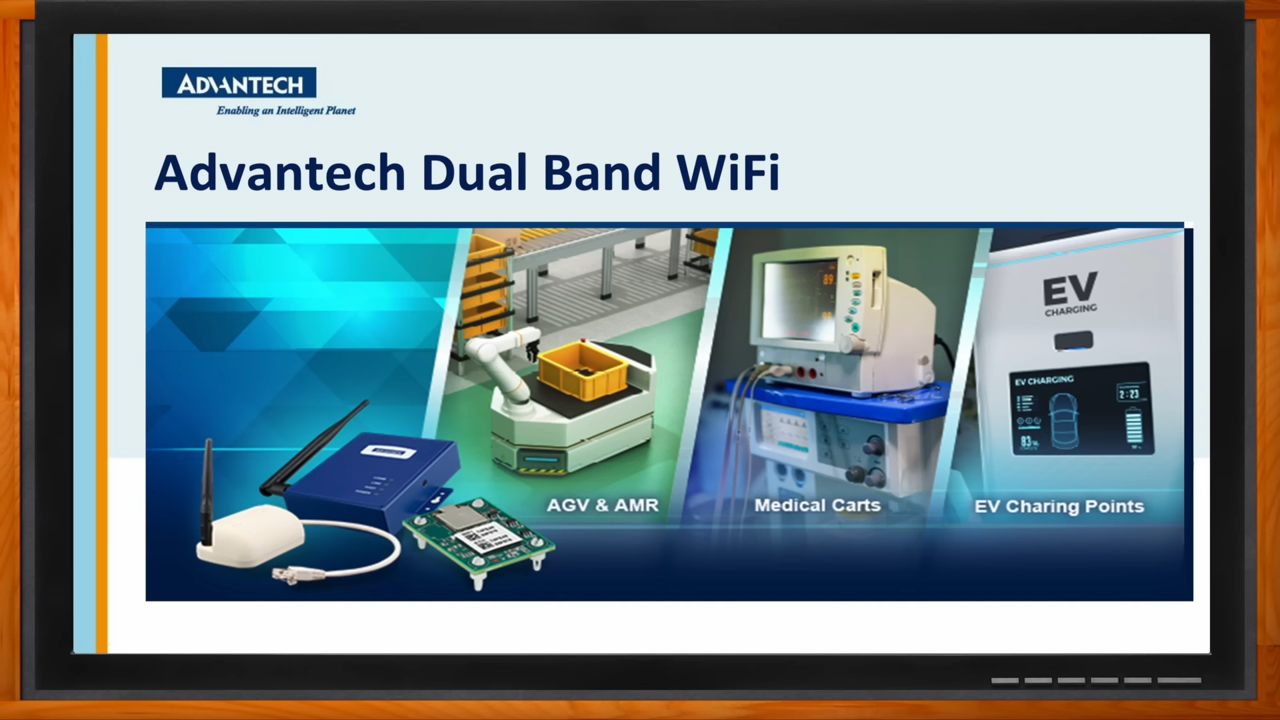 ADVANTECH
Enabling an Intelligent Planet
Advantech Dual Band WiFi
EV
CHARGING
EV CHARGING
2:23
83%
89
AGV & AMR
Medical Carts
EV Charing Points